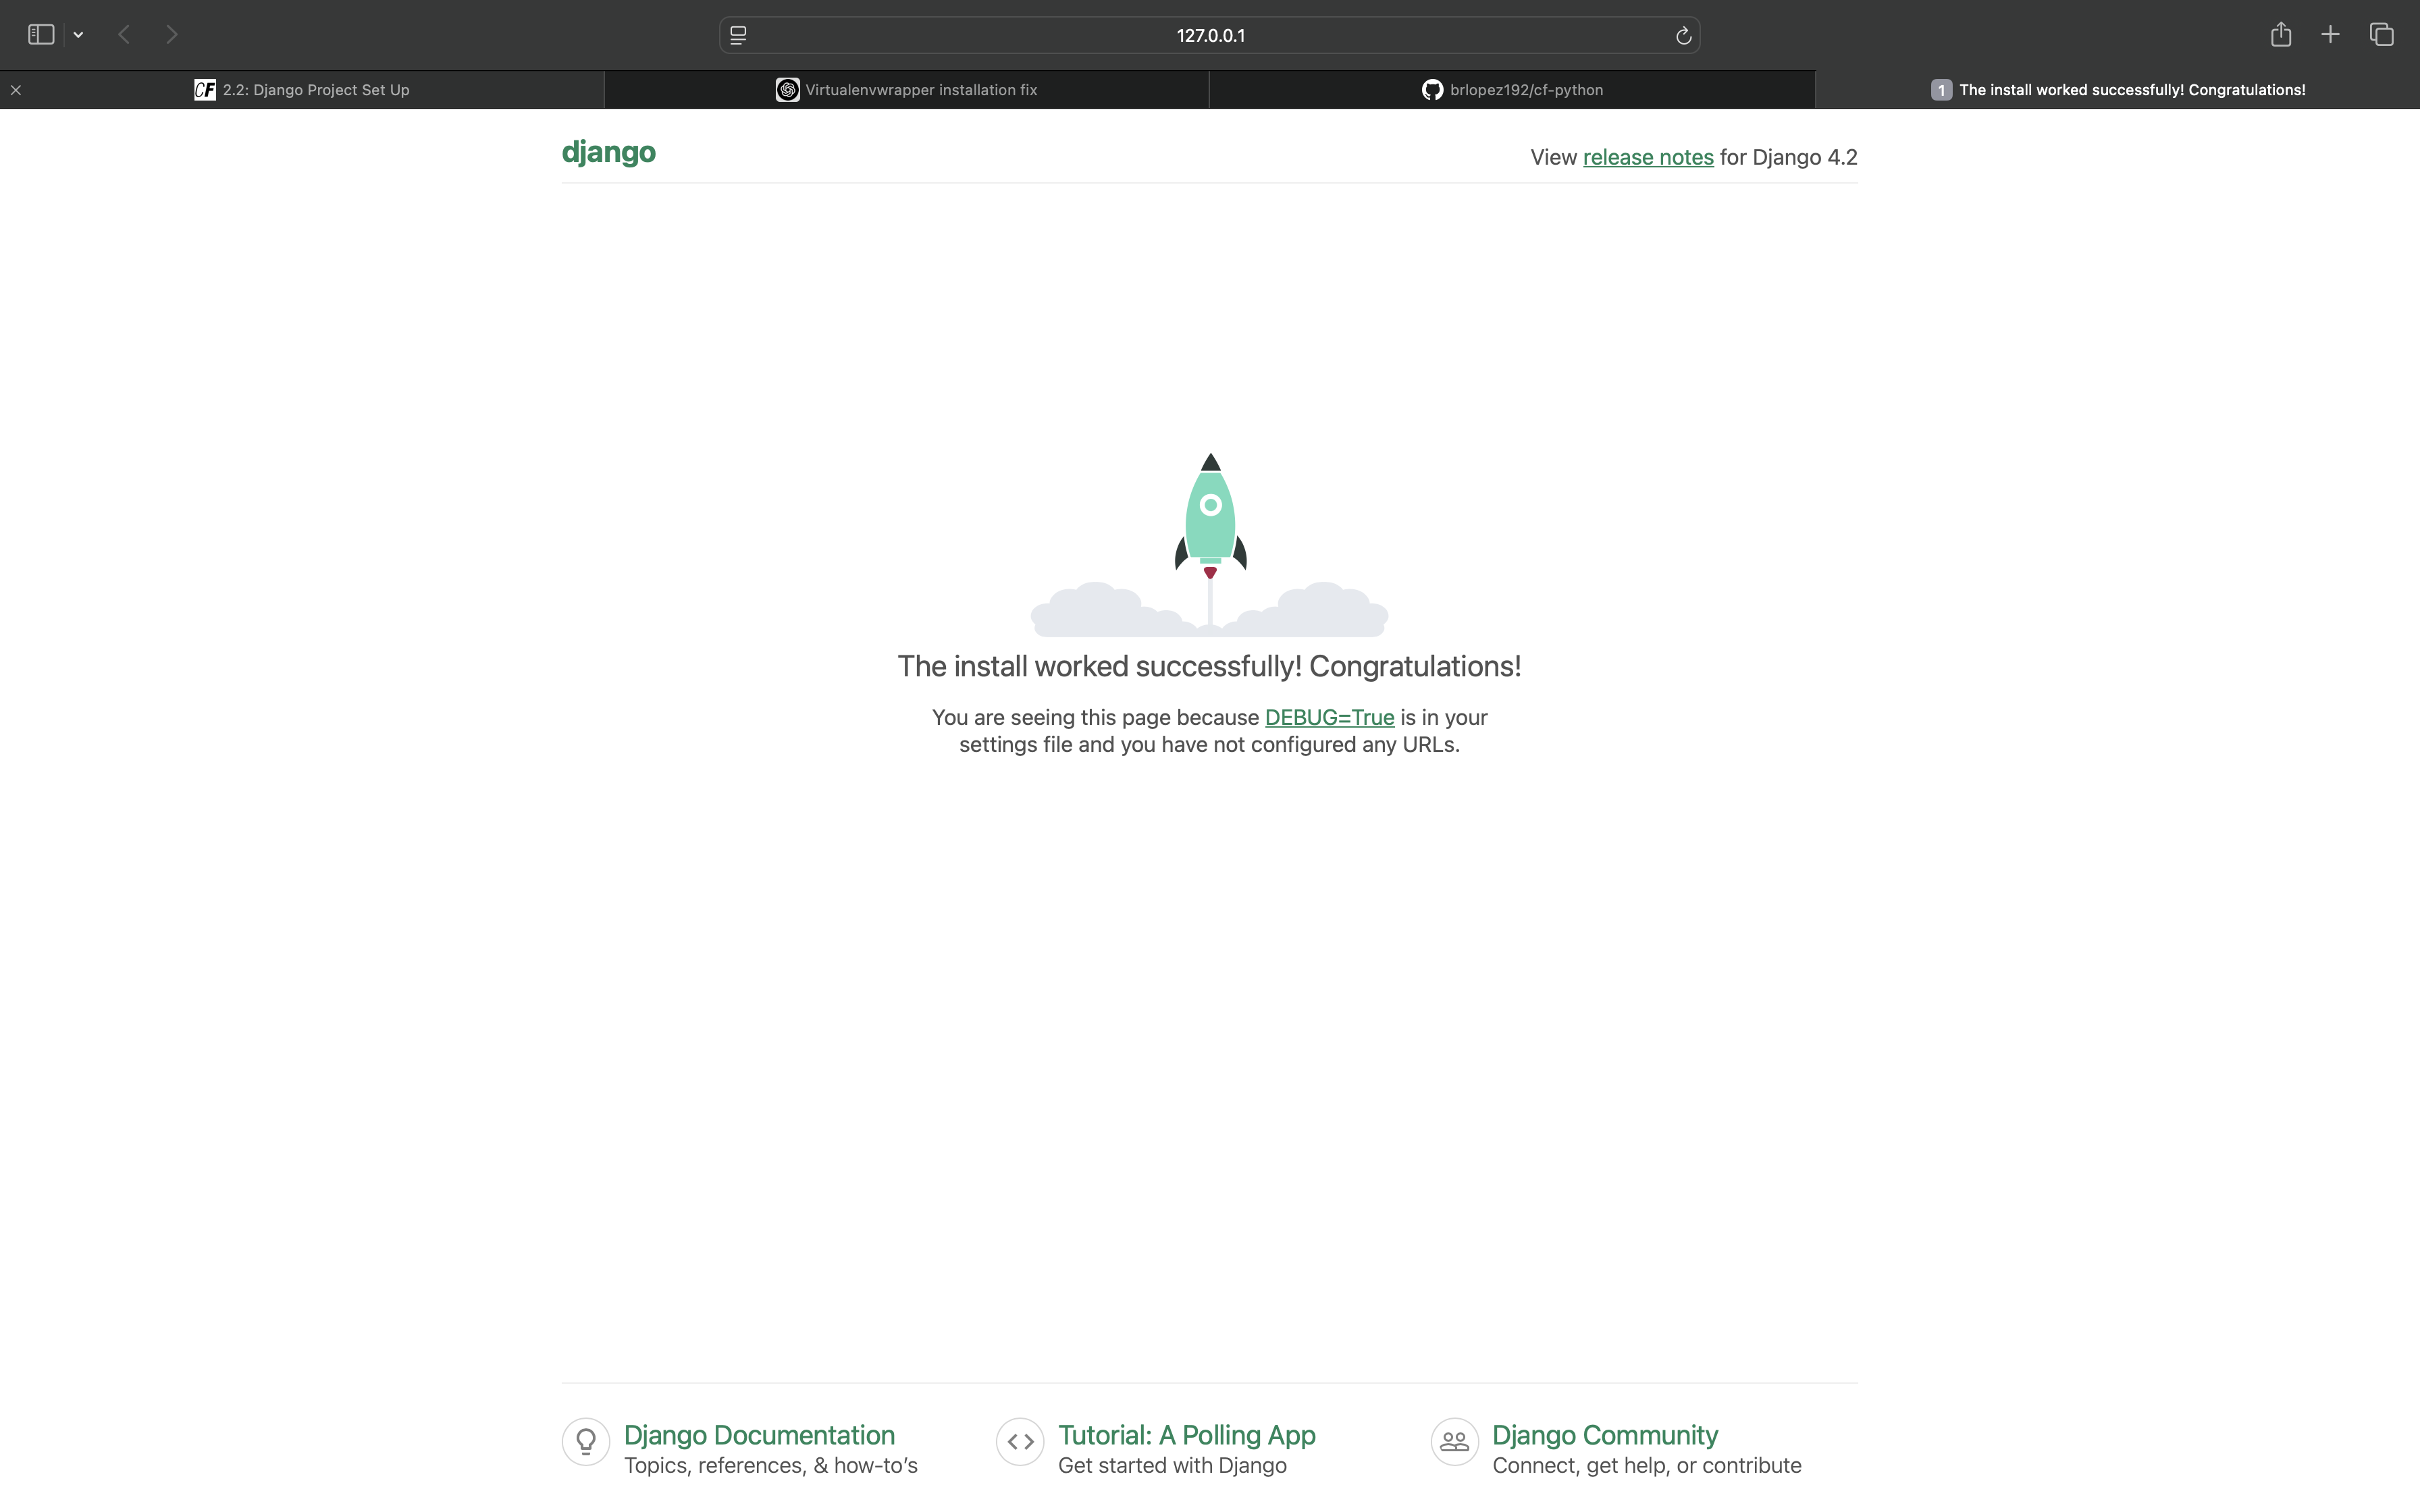 127.0.0.1
CF 2.2: Django Project Set Up
Virtualenvwrapper installation fix
brlopez192/cf-python
1 The install worked successfully! Congratulations!
django
View release notes for Django 4.2
The install worked successfully! Congratulations!
You are seeing this page because DEBUG=True is in your
settings file and you have not configured any URLs.
Django Documentation
Topics, references, & how-to’s
Tutorial: A Polling App
Get started with Django
Django Community
Connect, get help, or contribute